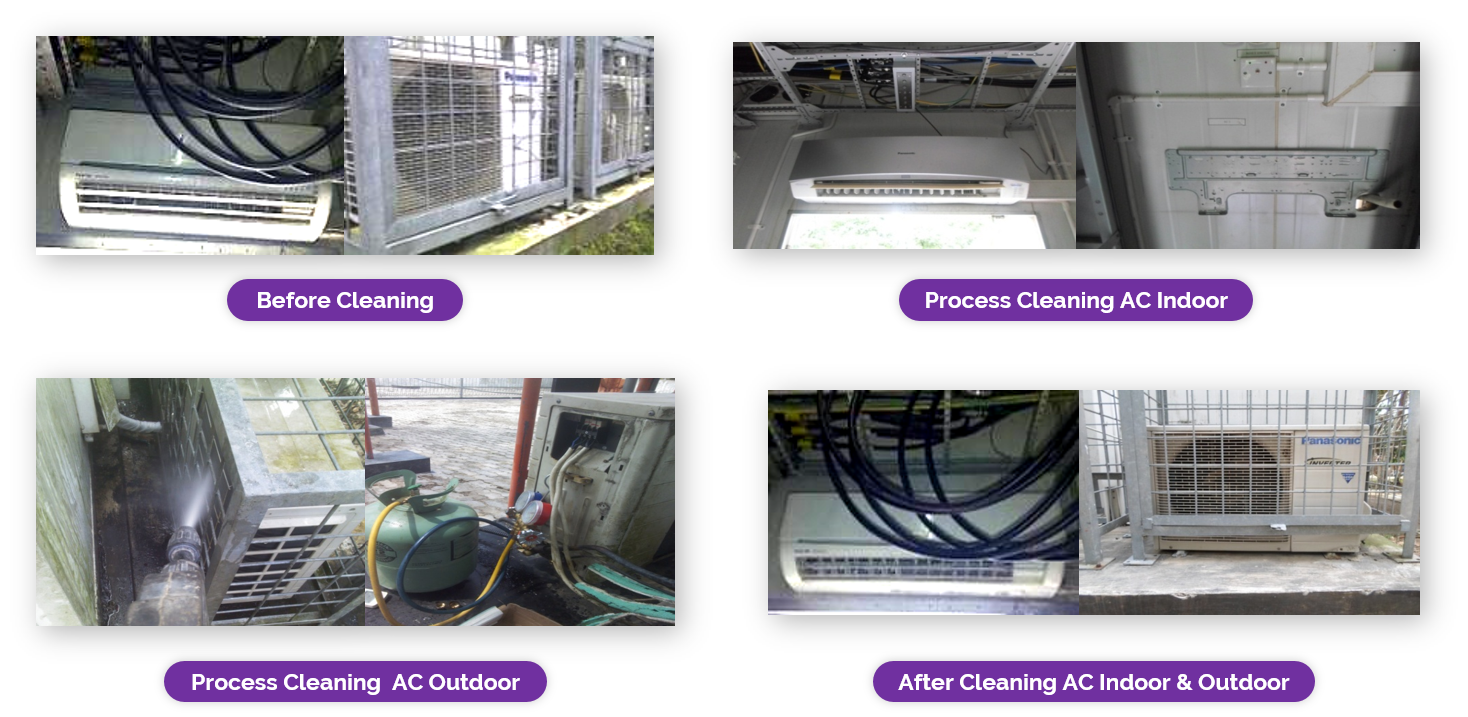 Before Cleaning
Process Cleaning AC Indoor
Panasonic
INVERTER
Process Cleaning  AC Outdoor
After Cleaning AC Indoor & Outdoor